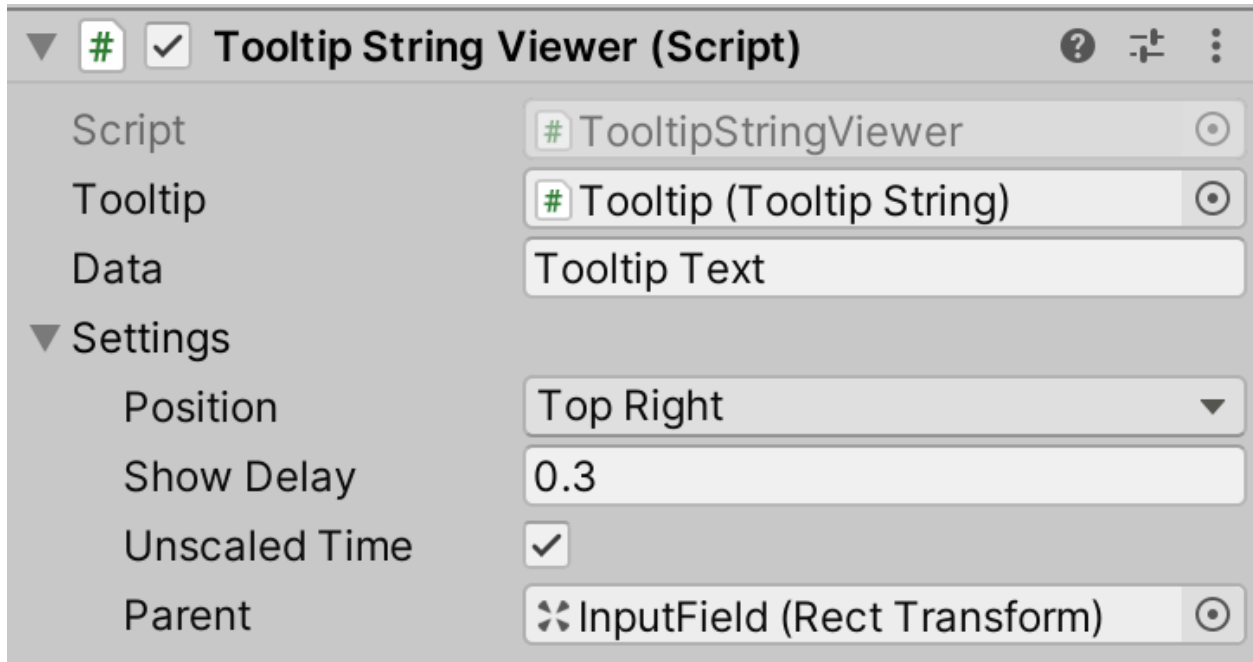 # Tooltip String Viewer (Script) ?
Script # TooltipStringViewer
Tooltip # Tooltip (Tooltip String)
Data Tooltip Text
Settings
Position Top Right
Show Delay 0.3
Unscaled Time
Parent InputField (Rect Transform)